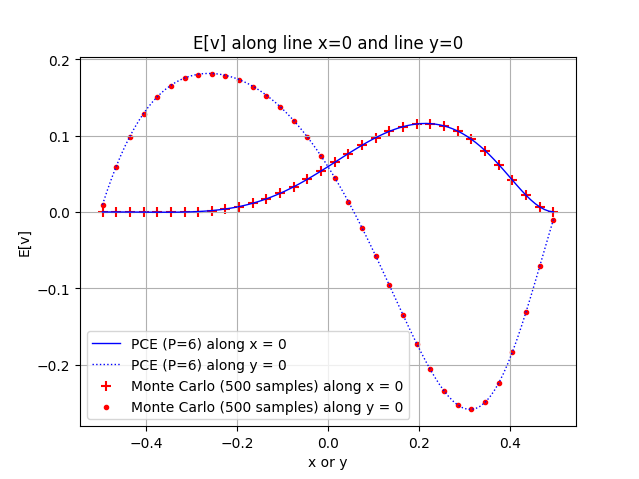 E[v] along line x=0 and line y=0
E[v]
0.2
0.1
0.0
−0.1
−0.2
PCE (P=6) along x = 0
PCE (P=6) along y = 0
Monte Carlo (500 samples) along x = 0
Monte Carlo (500 samples) along y = 0
−0.4
−0.2
0.0
0.2
0.4
x or y